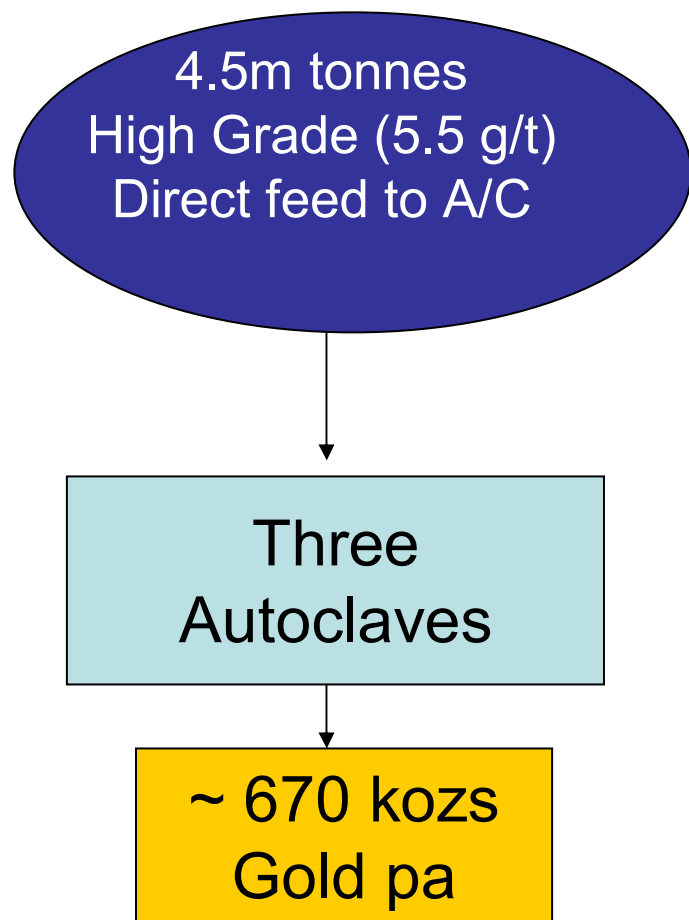 4.5m tonnes
High Grade (5.5 g/t)
Direct feed to A/C
Three
Autoclaves
~ 670 kozs
Gold pa